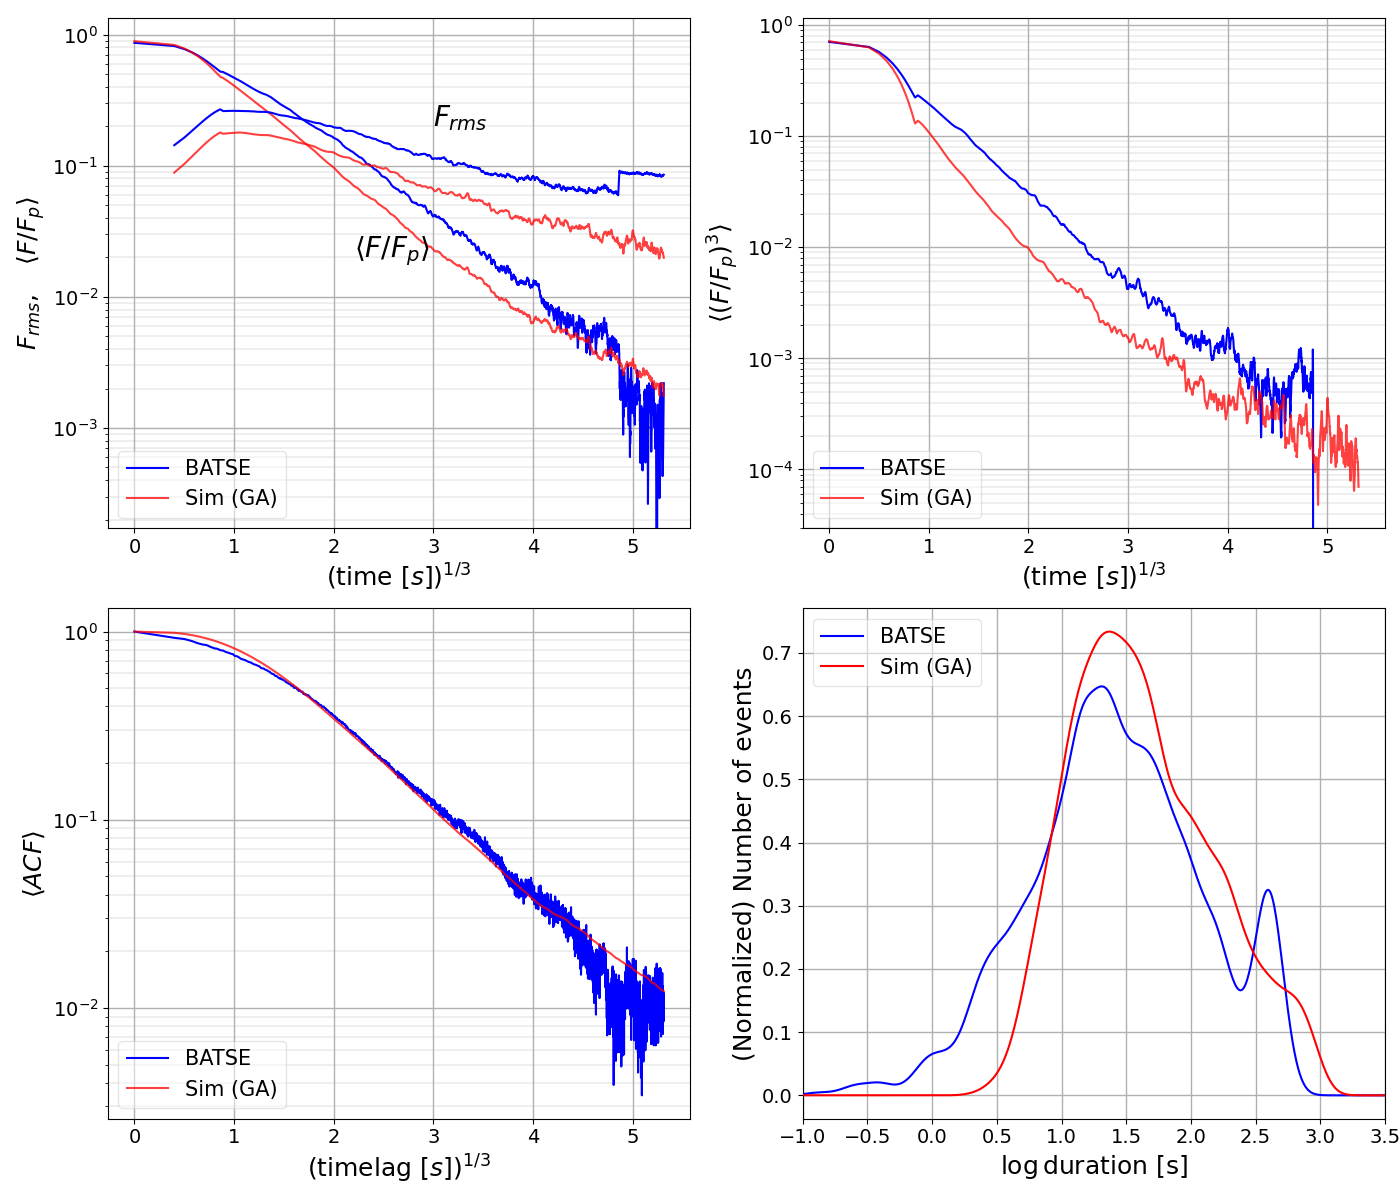 10⁰
10⁻¹
10⁻²
10⁻³
F_rms, ⟨F/F_p⟩
F_rms
⟨F/F_p⟩
BATSE
Sim (GA)
0 1 2 3 4 5
(time [s])^1/3
10⁰
10⁻¹
10⁻²
10⁻³
10⁻⁴
⟨(F/F_p)³⟩
BATSE
Sim (GA)
0 1 2 3 4 5
(time [s])^1/3
10⁰
10⁻¹
10⁻²
⟨ACF⟩
BATSE
Sim (GA)
0 1 2 3 4 5
(timelag [s])^1/3
BATSE
Sim (GA)
0.7
0.6
0.5
0.4
0.3
0.2
0.1
0.0
(Normalized) Number of events
−1.0 −0.5 0.0 0.5 1.0 1.5 2.0 2.5 3.0 3.5
log duration [s]